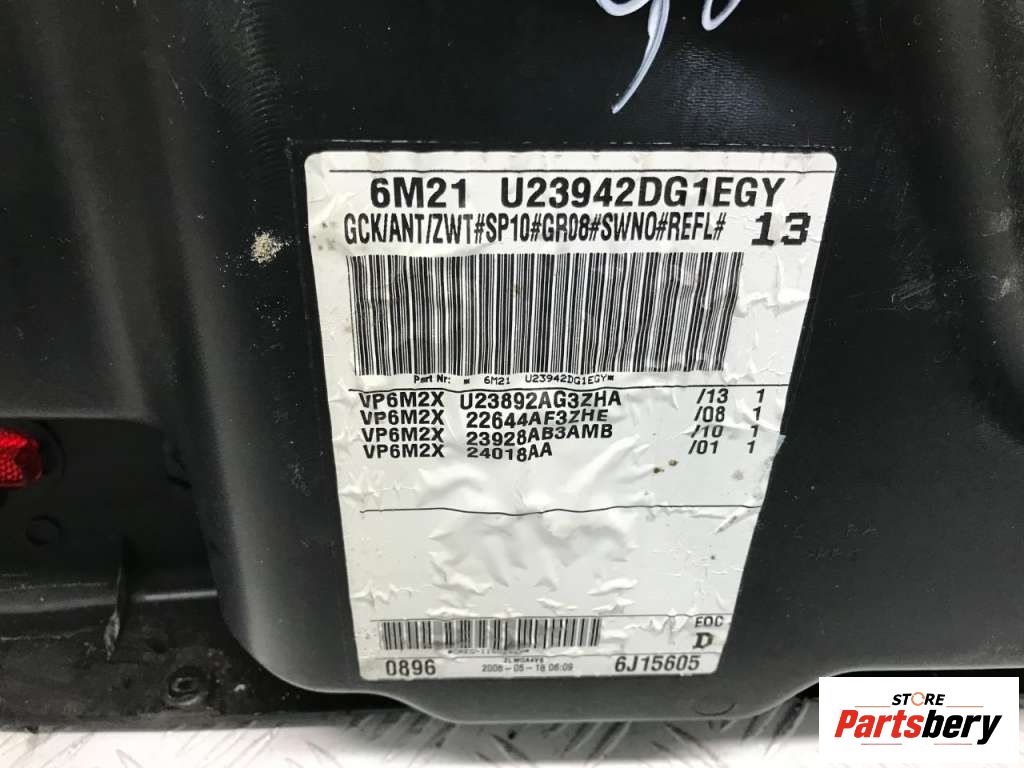 6M21 U23942DG1EGY
GCK/ANT/ZWT#SP10#GR08#SWNO#REFL# 13
Part Nr: * 6M21 U23942DG1EGY*
VP6M2X U23892AG3ZHA /13 1
VP6M2X 22644AF3ZHE /08 1
VP6M2X 23928AB3AMB /10 1
VP6M2X 24018AA /01 1
EOC
D
0896 2006-05-18 06:09 6J15605
STORE
Partsbery